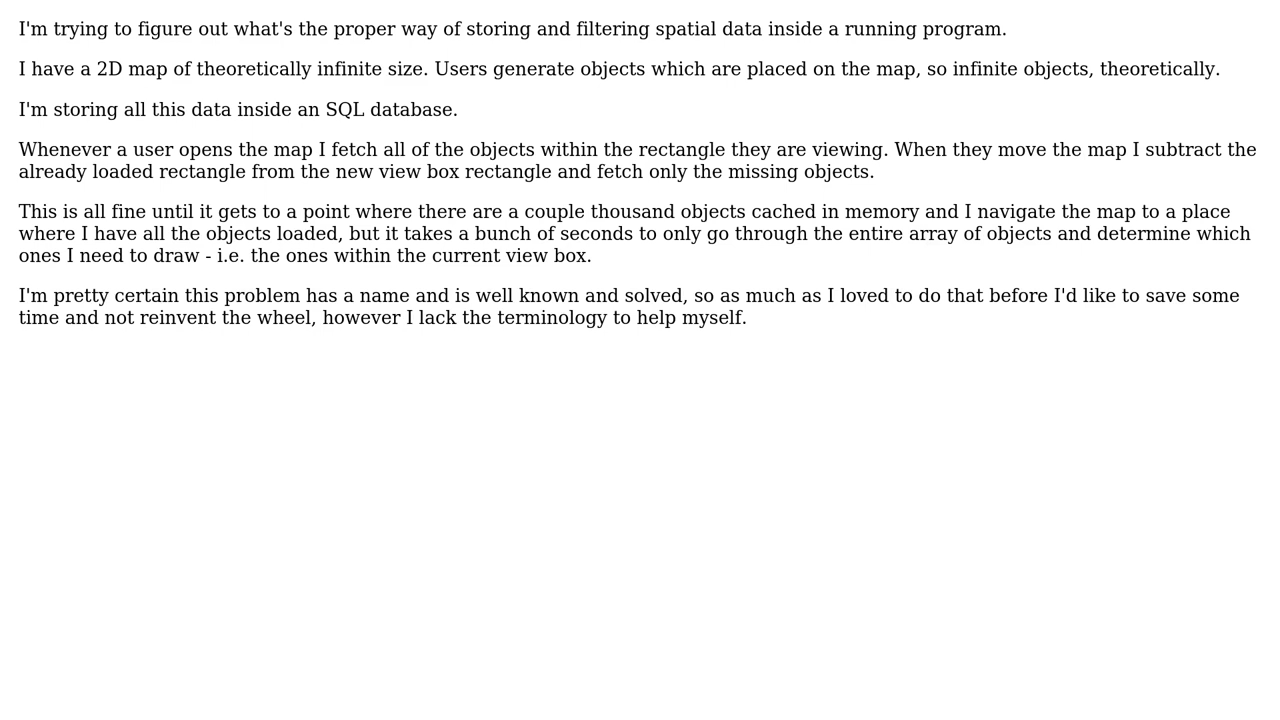 I'm trying to figure out what's the proper way of storing and filtering spatial data inside a running program.
I have a 2D map of theoretically infinite size. Users generate objects which are placed on the map, so infinite objects, theoretically.
I'm storing all this data inside an SQL database.
Whenever a user opens the map I fetch all of the objects within the rectangle they are viewing. When they move the map I subtract the
already loaded rectangle from the new view box rectangle and fetch only the missing objects.
This is all fine until it gets to a point where there are a couple thousand objects cached in memory and I navigate the map to a place
where I have all the objects loaded, but it takes a bunch of seconds to only go through the entire array of objects and determine which
ones I need to draw - i.e. the ones within the current view box.
I'm pretty certain this problem has a name and is well known and solved, so as much as I loved to do that before I'd like to save some
time and not reinvent the wheel, however I lack the terminology to help myself.